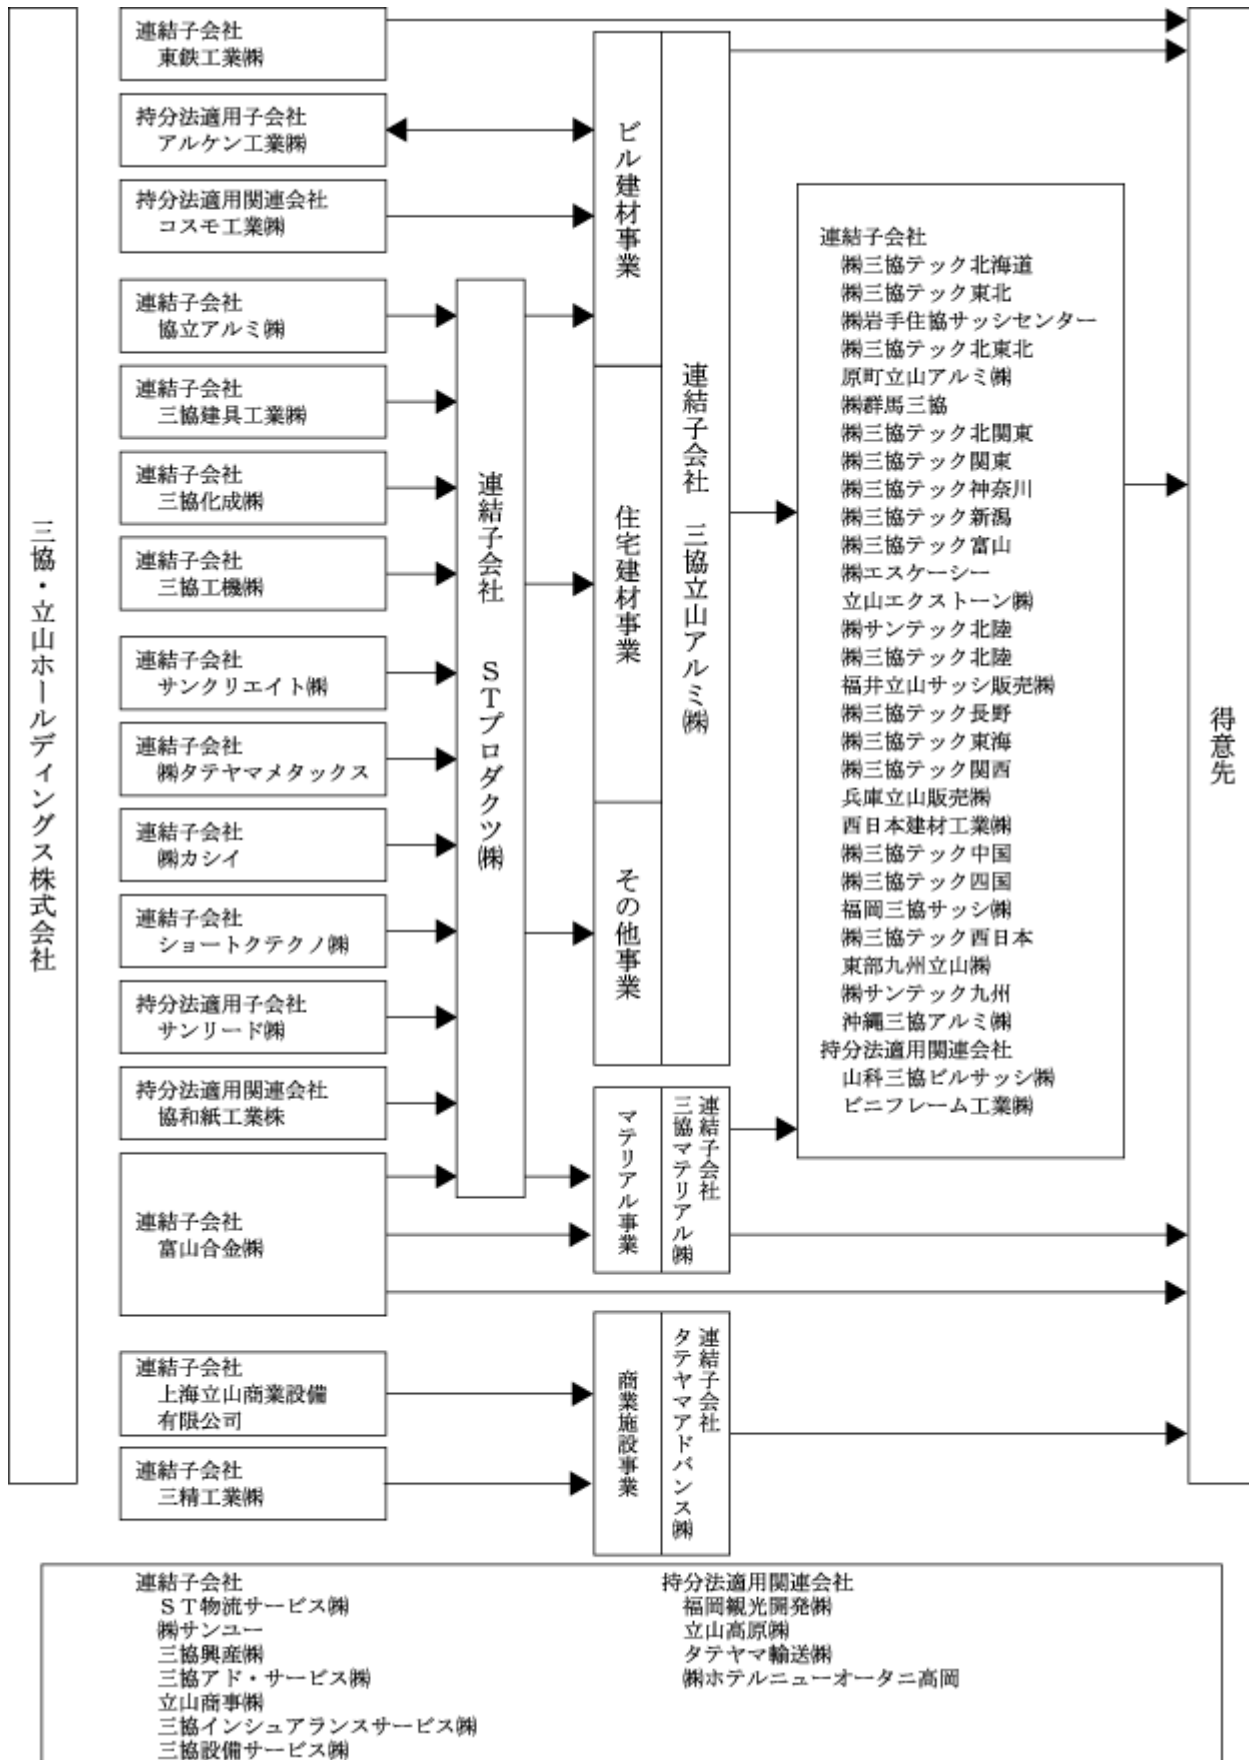 三協・立山ホールディングス株式会社
連結子会社
東鉄工業㈱
持分法適用子会社
アルケン工業㈱
持分法適用関連会社
コスモ工業㈱
連結子会社
協立アルミ㈱
連結子会社
三協建具工業㈱
連結子会社
三協化成㈱
連結子会社
三協工機㈱
連結子会社
サンクリエイト㈱
連結子会社
㈱タテヤマメタックス
連結子会社
㈱カシイ
連結子会社
ショートクテクノ㈱
持分法適用子会社
サンリード㈱
持分法適用関連会社
協和紙工業株
連結子会社
富山合金㈱
連結子会社
上海立山商業設備
有限公司
連結子会社
三精工業㈱
連結子会社 STプロダクツ㈱
ビル建材事業
住宅建材事業
その他事業
連結子会社 三協立山アルミ㈱
マテリアル事業
連結子会社
三協マテリアル㈱
商業施設事業
連結子会社
タテヤマアドバンス㈱
連結子会社
㈱三協テック北海道
㈱三協テック東北
㈱岩手住協サッシセンター
㈱三協テック北東北
原町立山アルミ㈱
㈱群馬三協
㈱三協テック北関東
㈱三協テック関東
㈱三協テック神奈川
㈱三協テック新潟
㈱三協テック富山
㈱エスケーシー
立山エクストーン㈱
㈱サンテック北陸
㈱三協テック北陸
福井立山サッシ販売㈱
㈱三協テック長野
㈱三協テック東海
㈱三協テック関西
兵庫立山販売㈱
西日本建材工業㈱
㈱三協テック中国
㈱三協テック四国
福岡三協サッシ㈱
㈱三協テック西日本
東部九州立山㈱
㈱サンテック九州
沖縄三協アルミ㈱
持分法適用関連会社
山科三協ビルサッシ㈱
ビニフレーム工業㈱
得意先
連結子会社
ST物流サービス㈱
㈱サンユー
三協興産㈱
三協アド・サービス㈱
立山商事㈱
三協インシュアランスサービス㈱
三協設備サービス㈱
持分法適用関連会社
福岡観光開発㈱
立山高原㈱
タテヤマ輸送㈱
㈱ホテルニューオータニ高岡